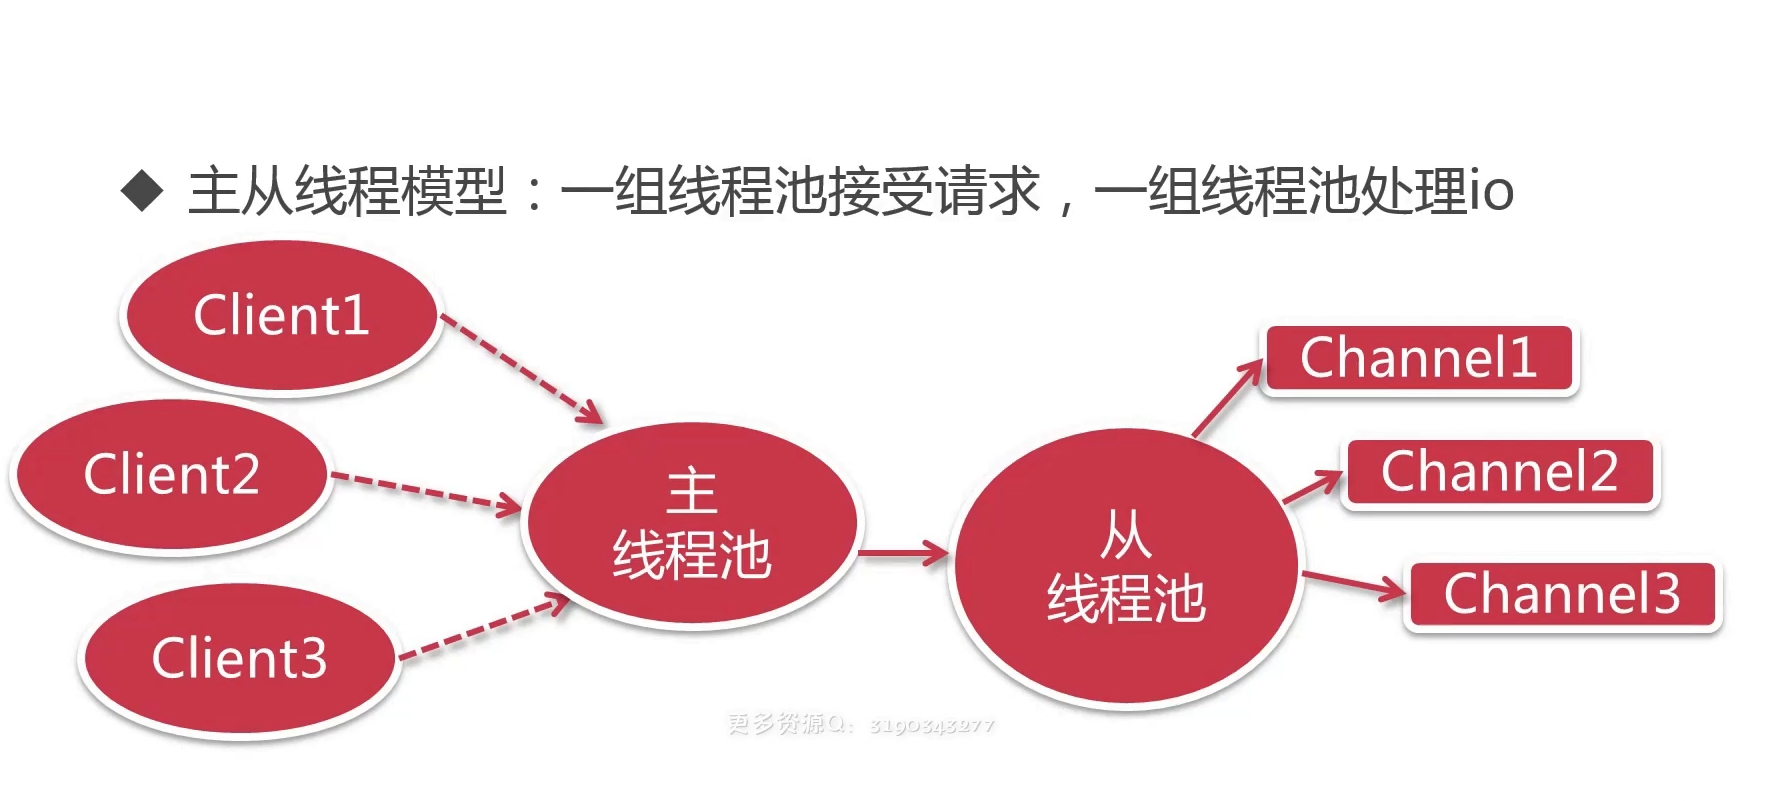 主从线程模型：一组线程池接受请求，一组线程池处理io
Client1
Client2
Client3
主
线程池
从
线程池
Channel1
Channel2
Channel3
更多资源Q：3190343277